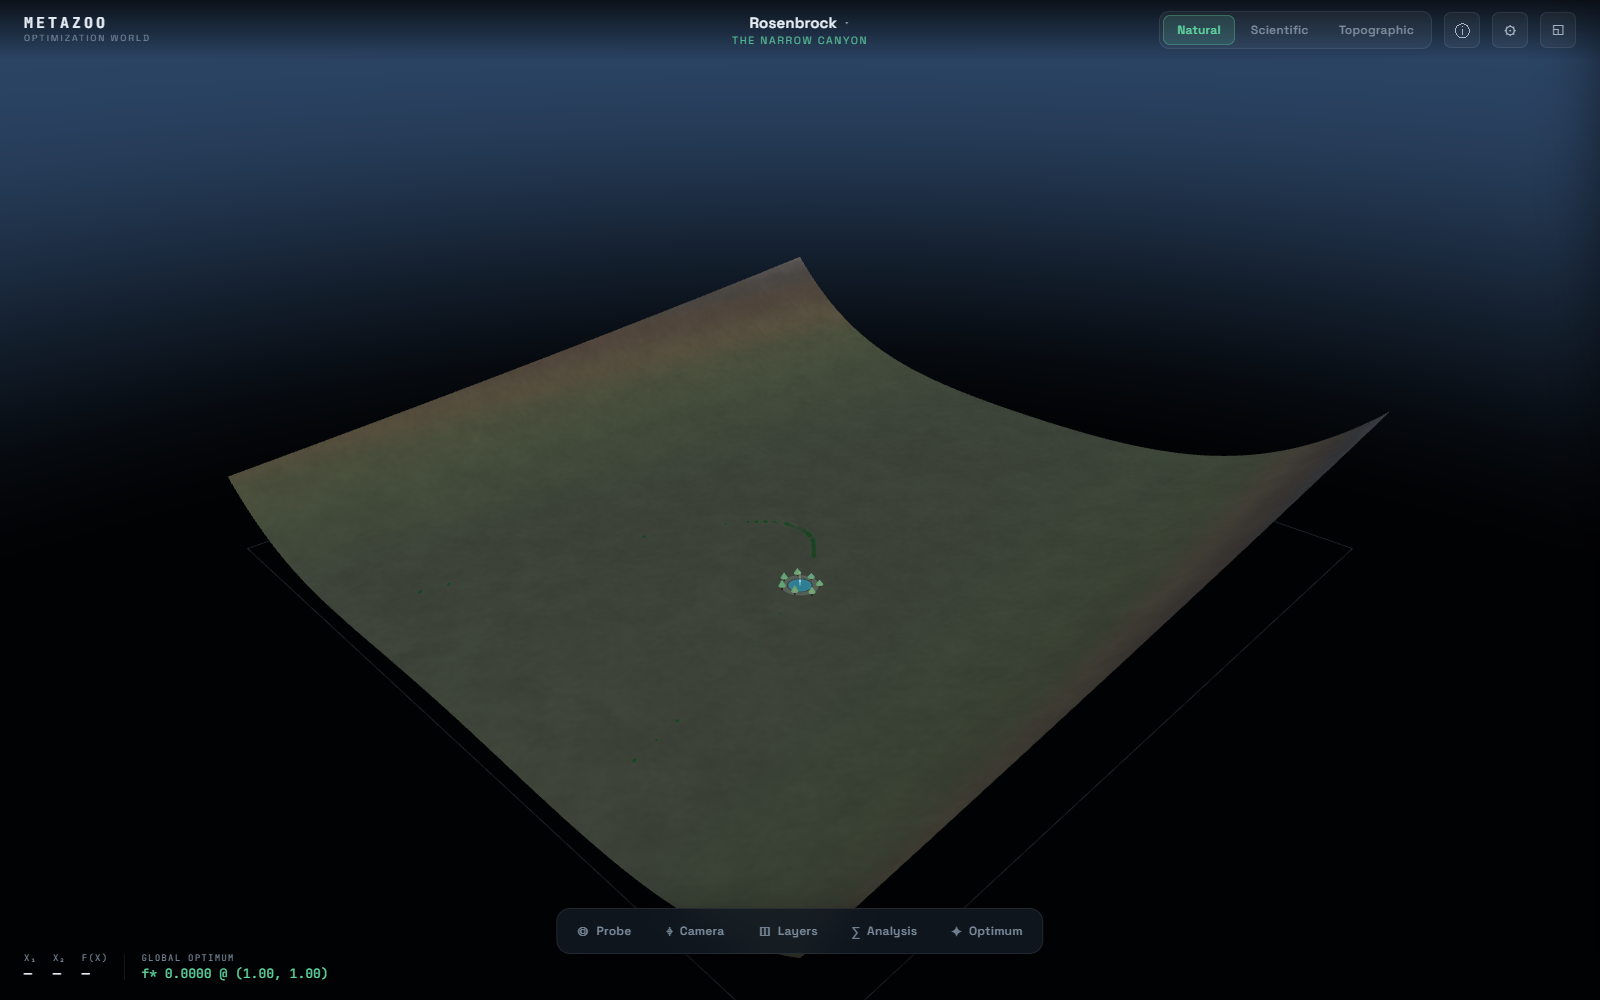 METAZOO
OPTIMIZATION WORLD
Rosenbrock
THE NARROW CANYON
Natural
Scientific
Topographic
Probe
Camera
Layers
∑ Analysis
Optimum
X₁ X₂ F(X)
— — —
GLOBAL OPTIMUM
f* 0.0000 @ (1.00, 1.00)